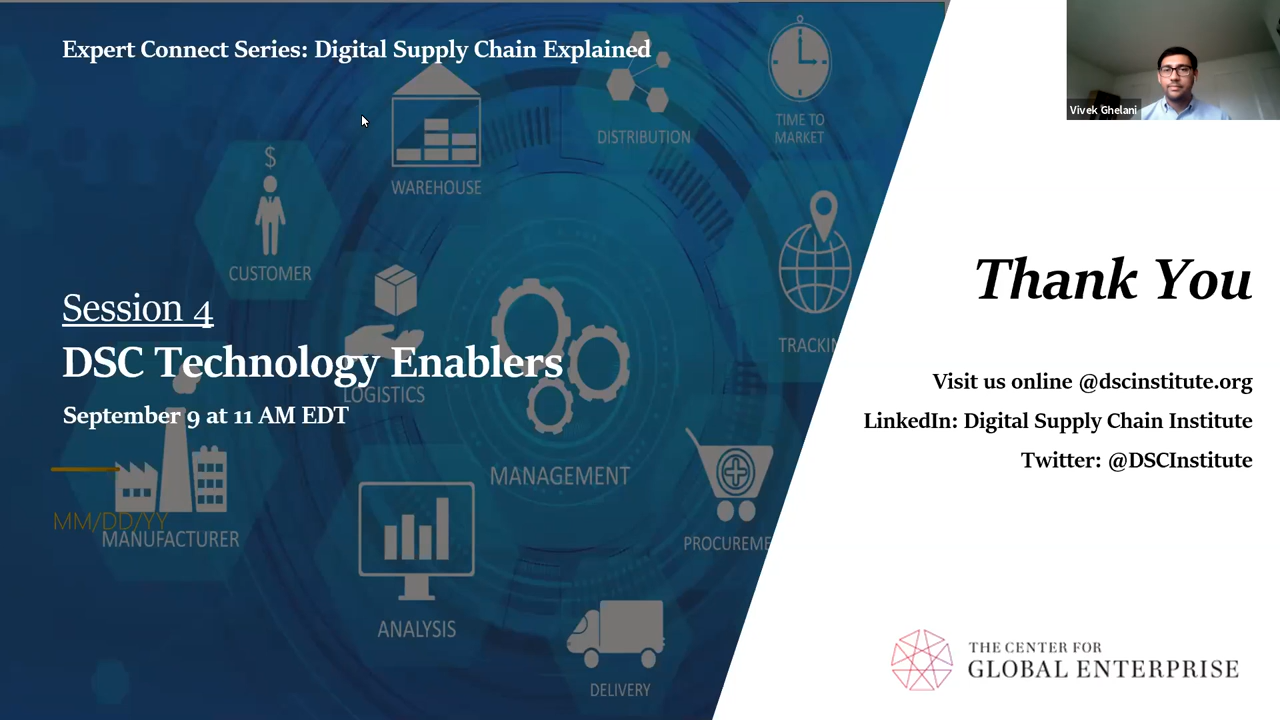 Expert Connect Series: Digital Supply Chain Explained
Vivek Ghelani
WAREHOUSE
DISTRIBUTION
TIME TO
MARKET
$
CUSTOMER
Session 4
DSC Technology Enablers
LOGISTICS
September 9 at 11 AM EDT
TRACKIN
MANAGEMENT
MM/DD/YY
MANUFACTURER
PROCUREME
ANALYSIS
DELIVERY
Thank You
Visit us online @dscinstitute.org
LinkedIn: Digital Supply Chain Institute
Twitter: @DSCInstitute
THE CENTER FOR
GLOBAL ENTERPRISE